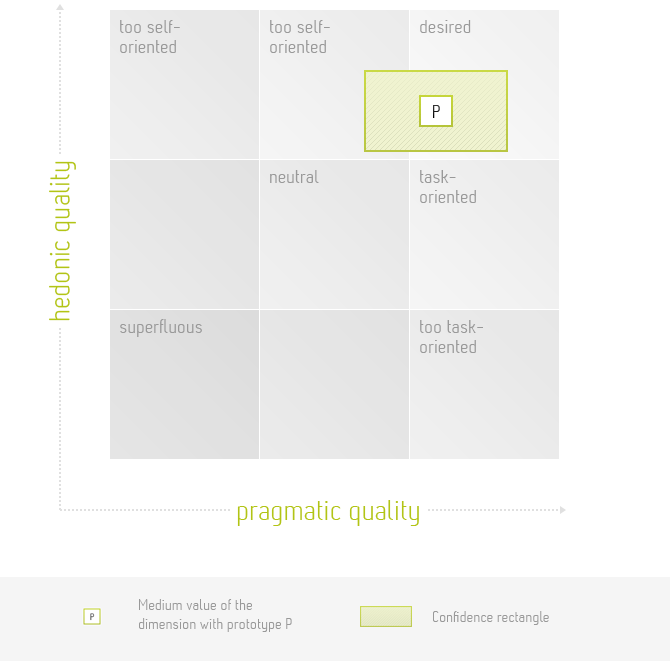 too self-
oriented
too self-
oriented
desired
P
hedonic quality
neutral
task-
oriented
superfluous
too task-
oriented
pragmatic quality
P
Medium value of the
dimension with prototype P
Confidence rectangle